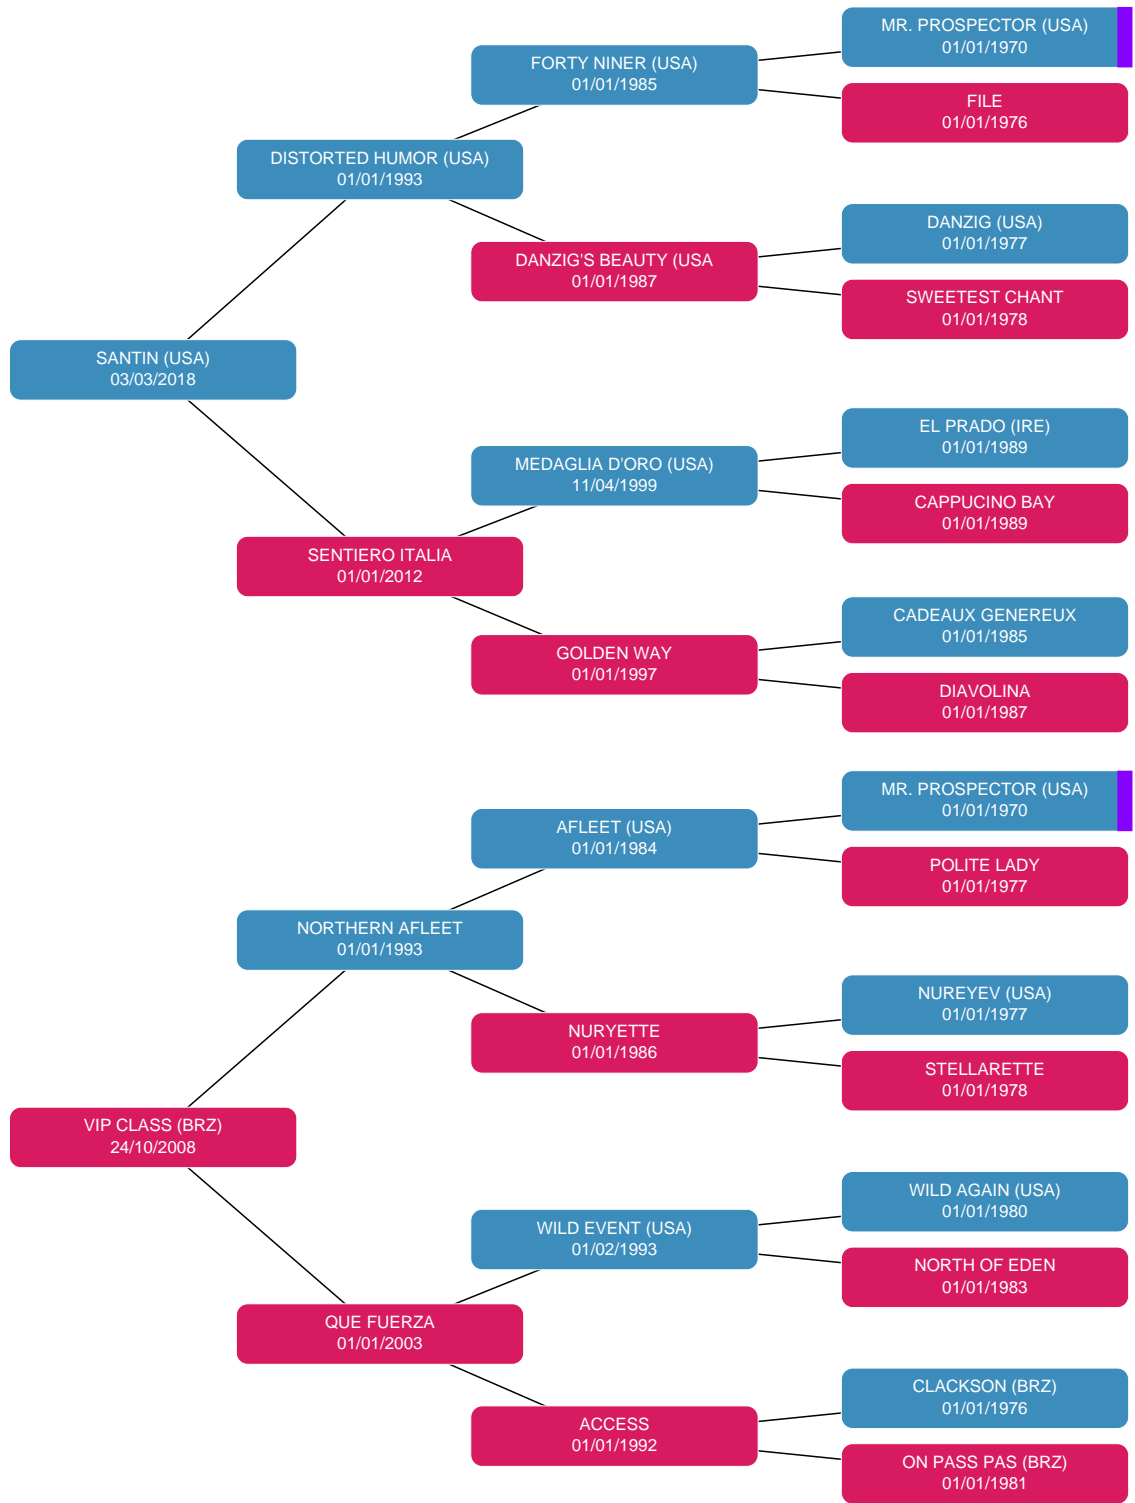 MR. PROSPECTOR (USA)
01/01/1970
FORTY NINER (USA)
01/01/1985
FILE
01/01/1976
DISTORTED HUMOR (USA)
01/01/1993
DANZIG (USA)
01/01/1977
DANZIG'S BEAUTY (USA
01/01/1987
SWEETEST CHANT
01/01/1978
SANTIN (USA)
03/03/2018
EL PRADO (IRE)
01/01/1989
MEDAGLIA D'ORO (USA)
11/04/1999
CAPPUCINO BAY
01/01/1989
SENTIERO ITALIA
01/01/2012
CADEAUX GENEREUX
01/01/1985
GOLDEN WAY
01/01/1997
DIAVOLINA
01/01/1987
MR. PROSPECTOR (USA)
01/01/1970
AFLEET (USA)
01/01/1984
POLITE LADY
01/01/1977
NORTHERN AFLEET
01/01/1993
NUREYEV (USA)
01/01/1977
NURYETTE
01/01/1986
STELLARETTE
01/01/1978
VIP CLASS (BRZ)
24/10/2008
WILD AGAIN (USA)
01/01/1980
WILD EVENT (USA)
01/02/1993
NORTH OF EDEN
01/01/1983
QUE FUERZA
01/01/2003
CLACKSON (BRZ)
01/01/1976
ACCESS
01/01/1992
ON PASS PAS (BRZ)
01/01/1981